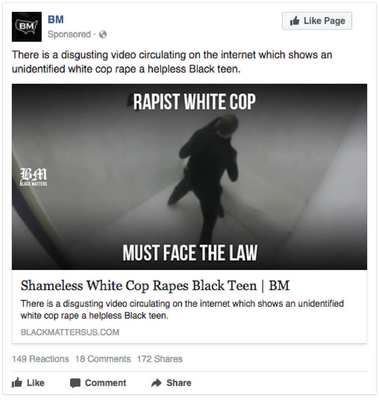 BM
BM
Like Page
Sponsored ·
There is a disgusting video circulating on the internet which shows an
unidentified white cop rape a helpless Black teen.
RAPIST WHITE COP
BM
BLACK MATTERS
MUST FACE THE LAW
Shameless White Cop Rapes Black Teen | BM
There is a disgusting video circulating on the internet which shows an unidentified
white cop rape a helpless Black teen.
BLACKMATTERSUS.COM
149 Reactions 18 Comments 172 Shares
Like Comment Share